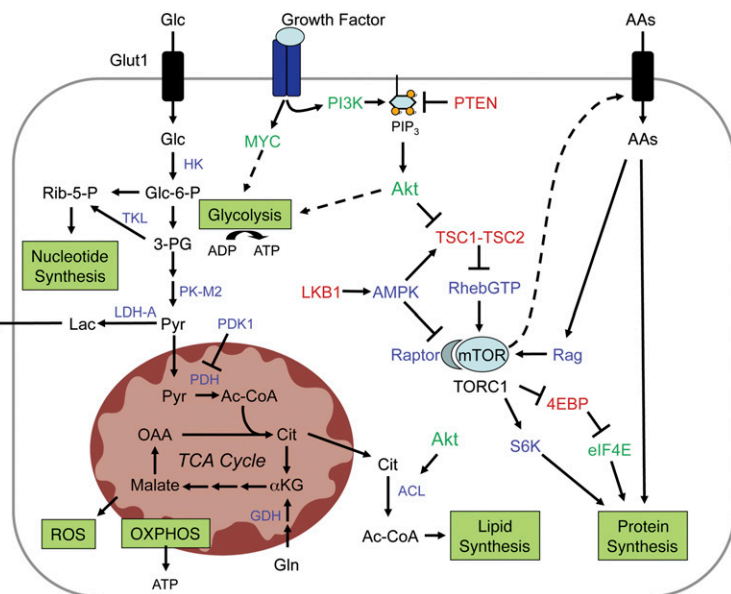 Glc
Growth Factor
AAs
Glut1
PI3K
PTEN
PIP3
Glc
MYC
AAs
HK
Rib-5-P
Glc-6-P
Akt
Glycolysis
TKL
3-PG
ADP
ATP
TSC1-TSC2
Nucleotide
Synthesis
PK-M2
LKB1
AMPK
RhebGTP
LDH-A
Lac
Pyr
PDK1
Raptor
mTOR
Rag
PDH
TORC1
Pyr
Ac-CoA
4EBP
OAA
Cit
Akt
S6K
eIF4E
TCA Cycle
Cit
Malate
αKG
ACL
GDH
ROS
OXPHOS
Ac-CoA
Lipid
Synthesis
Protein
Synthesis
Gln
ATP